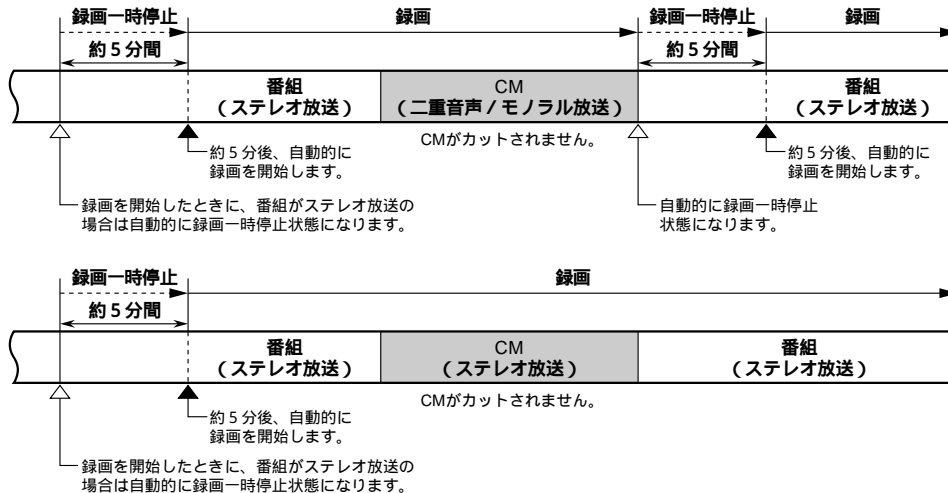 録画一時停止 録画 録画一時停止 録画
約5分間 約5分間
番組 CM 番組
(ステレオ放送) (二重音声/モノラル放送) (ステレオ放送)
CMがカットされません。
約5分後、自動的に
録画を開始します。
約5分後、自動的に
録画を開始します。
録画を開始したときに、番組がステレオ放送の
場合は自動的に録画一時停止状態になります。
自動的に録画一時停止
状態になります。
録画一時停止 録画
約5分間
番組 CM 番組
(ステレオ放送) (ステレオ放送) (ステレオ放送)
CMがカットされません。
約5分後、自動的に
録画を開始します。
録画を開始したときに、番組がステレオ放送の
場合は自動的に録画一時停止状態になります。